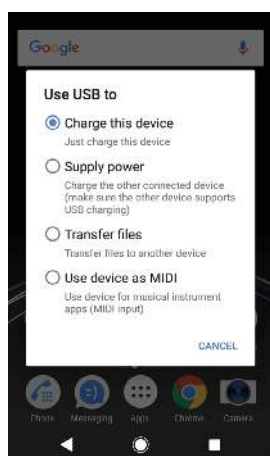 Google
Use USB to
Charge this device
Just charge this device
Supply power
Charge the other connected device
(make sure the other device supports
USB charging)
Transfer files
Transfer files to another device
Use device as MIDI
Use device for musical instrument
apps (MIDI input)
CANCEL
Phone Messaging Apps Chrome Camera